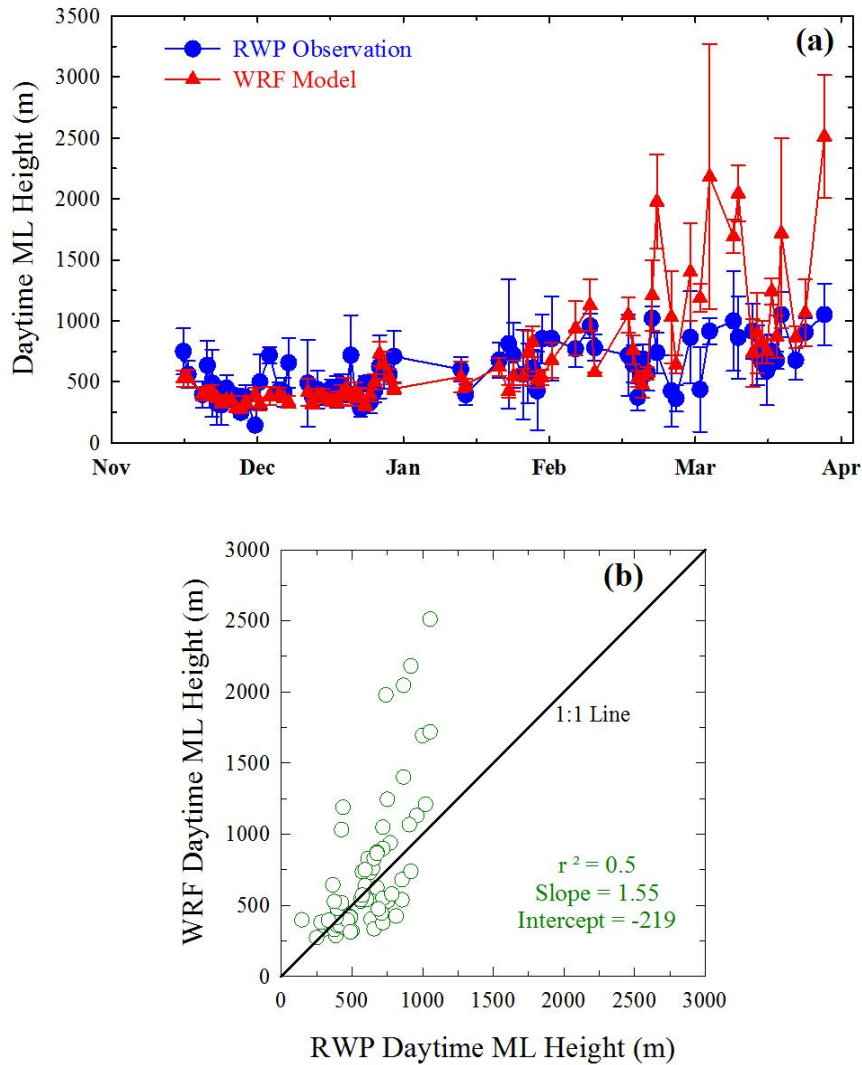 3500
3000
2500
2000
1500
1000
500
0
Daytime ML Height (m)
(a)
RWP Observation
WRF Model
Nov Dec Jan Feb Mar Apr
3000
2500
2000
1500
1000
500
0
WRF Daytime ML Height (m)
(b)
1:1 Line
r ² = 0.5
Slope = 1.55
Intercept = -219
0 500 1000 1500 2000 2500 3000
RWP Daytime ML Height (m)